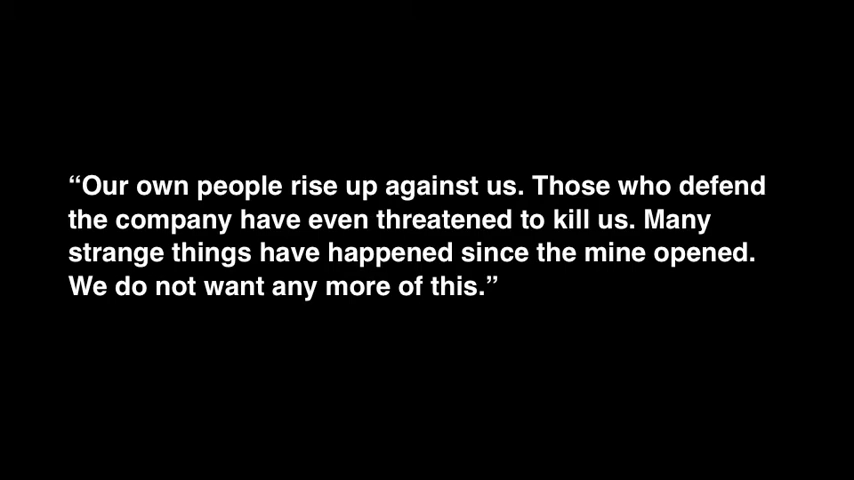 “Our own people rise up against us. Those who defend
the company have even threatened to kill us. Many
strange things have happened since the mine opened.
We do not want any more of this.”